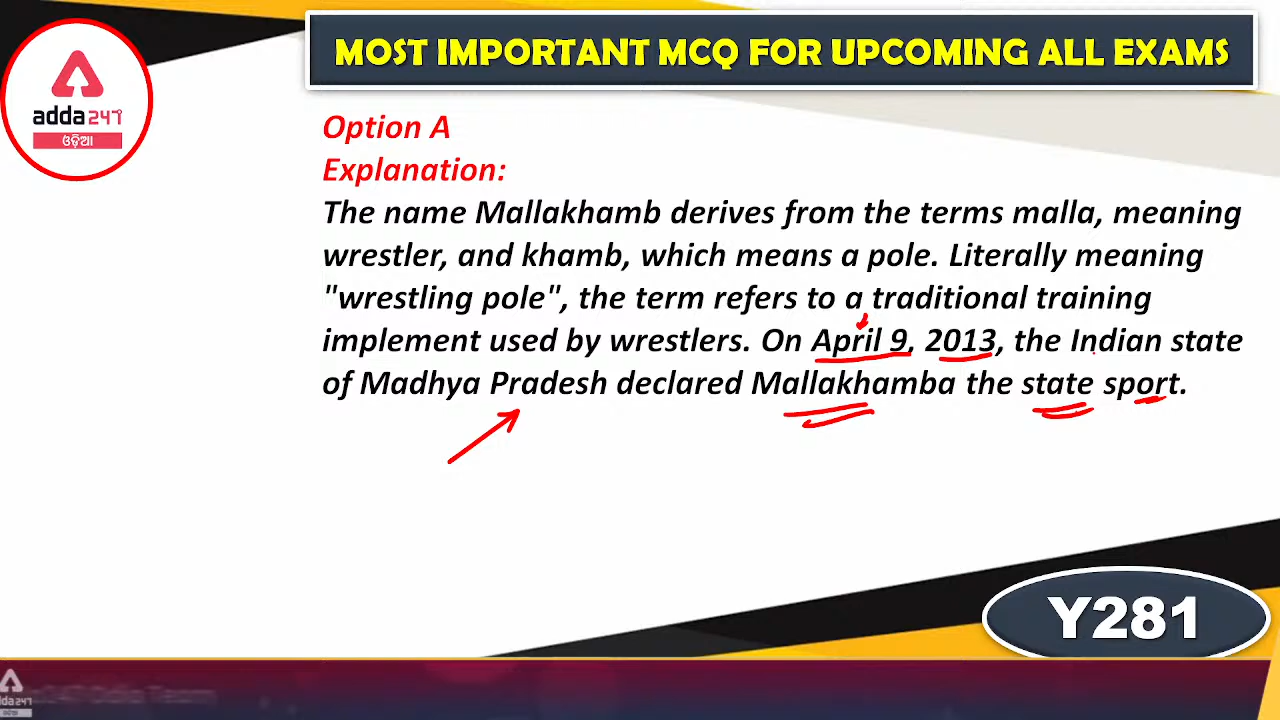 MOST IMPORTANT MCQ FOR UPCOMING ALL EXAMS
adda247
ଓଡ଼ିଆ
Option A
Explanation:
The name Mallakhamb derives from the terms malla, meaning
wrestler, and khamb, which means a pole. Literally meaning
"wrestling pole", the term refers to a traditional training
implement used by wrestlers. On April 9, 2013, the Indian state
of Madhya Pradesh declared Mallakhamba the state sport.
Y281
adda247